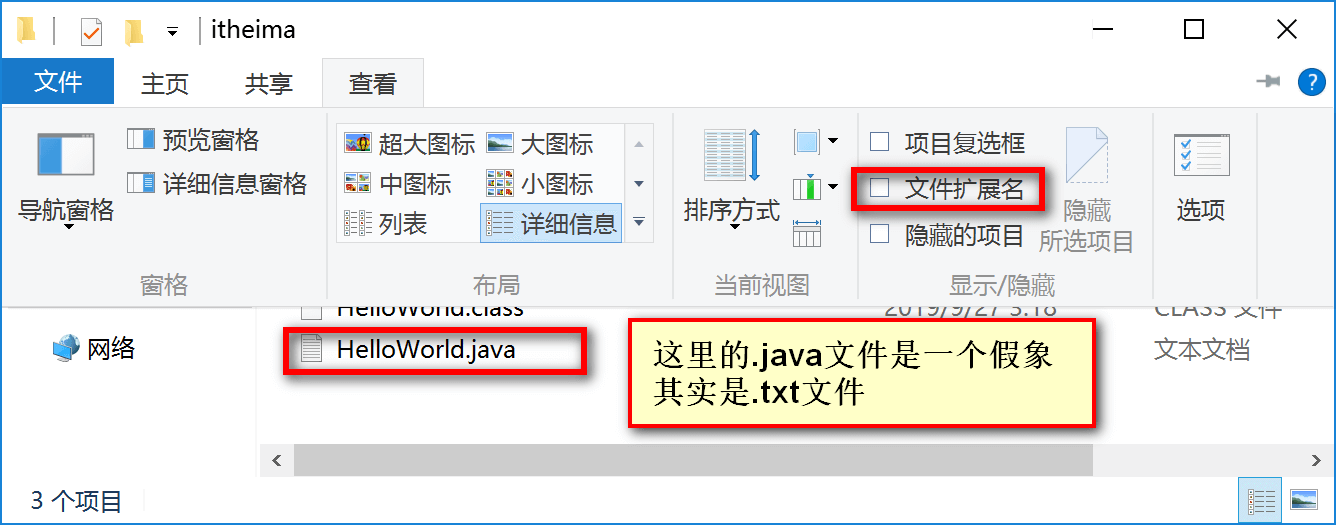 itheima
文件
主页
共享
查看
预览窗格
详细信息窗格
导航窗格
窗格
超大图标
大图标
中图标
小图标
列表
详细信息
布局
排序方式
当前视图
项目复选框
文件扩展名
隐藏的项目
隐藏
所选项目
显示/隐藏
选项
HelloWorld.class
2019/9/27 3:18
CLASS 文件
网络
HelloWorld.java
文本文档
这里的.java文件是一个假象
其实是.txt文件
3 个项目